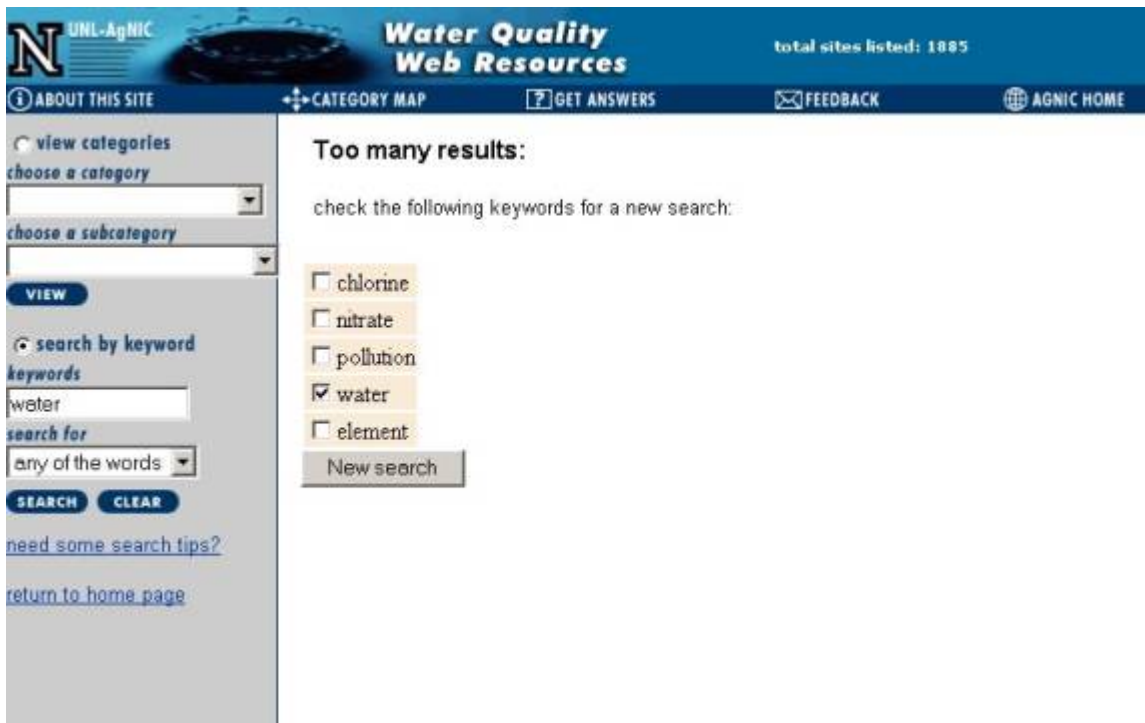 N
UNL-AgNIC
Water Quality
Web Resources
total sites listed: 1885
ABOUT THIS SITE
CATEGORY MAP
? GET ANSWERS
FEEDBACK
AGNIC HOME
view categories
choose a category
choose a subcategory
VIEW
search by keyword
keywords
water
search for
any of the words
SEARCH
CLEAR
need some search tips?
return to home page
Too many results:
check the following keywords for a new search:
chlorine
nitrate
pollution
water
element
New search